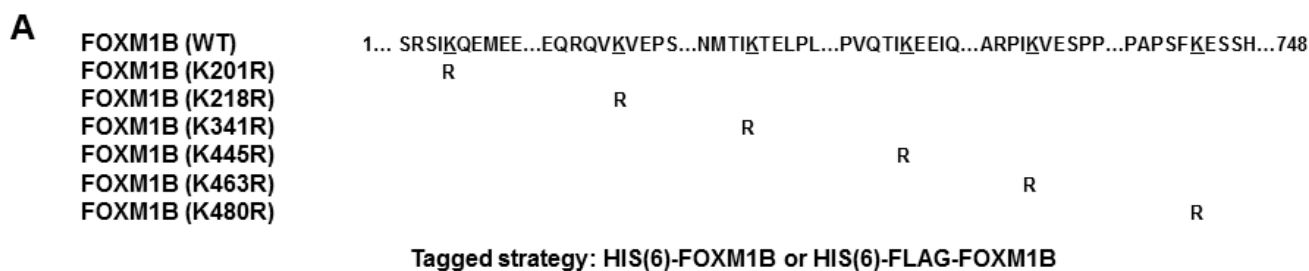 A
FOXM1B (WT) 1... SRSIKQEMEE...EQRQVKVEPS...NMTIKTELPL...PVQTIKEEIQ...ARPIKVESPP...PAPSFKESSH...748
FOXM1B (K201R) R
FOXM1B (K218R) R
FOXM1B (K341R) R
FOXM1B (K445R) R
FOXM1B (K463R) R
FOXM1B (K480R) R
Tagged strategy: HIS(6)-FOXM1B or HIS(6)-FLAG-FOXM1B